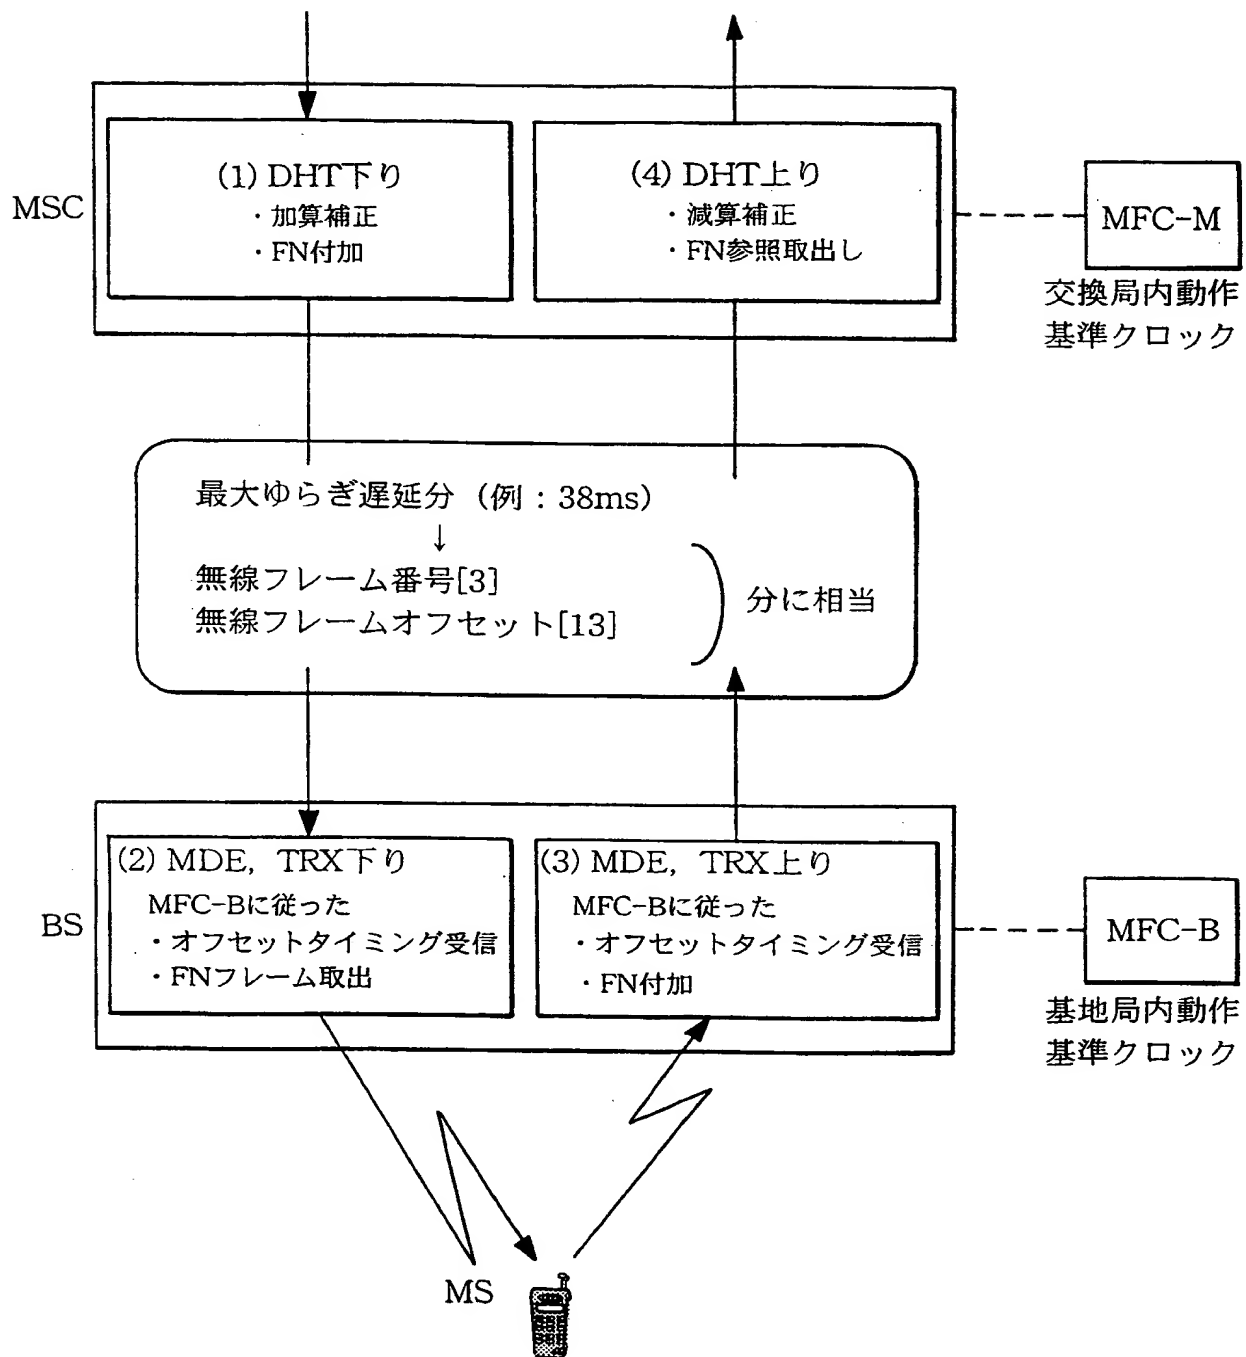 MSC
(1) DHT下り
・加算補正
・FN付加
(4) DHT上り
・減算補正
・FN参照取出し
MFC-M
交換局内動作
基準クロック
最大ゆらぎ遅延分（例：38ms）
↓
無線フレーム番号[3]
無線フレームオフセット[13]
分に相当
BS
(2) MDE, TRX下り
MFC-Bに従った
・オフセットタイミング受信
・FNフレーム取出
(3) MDE, TRX上り
MFC-Bに従った
・オフセットタイミング受信
・FN付加
MFC-B
基地局内動作
基準クロック
MS